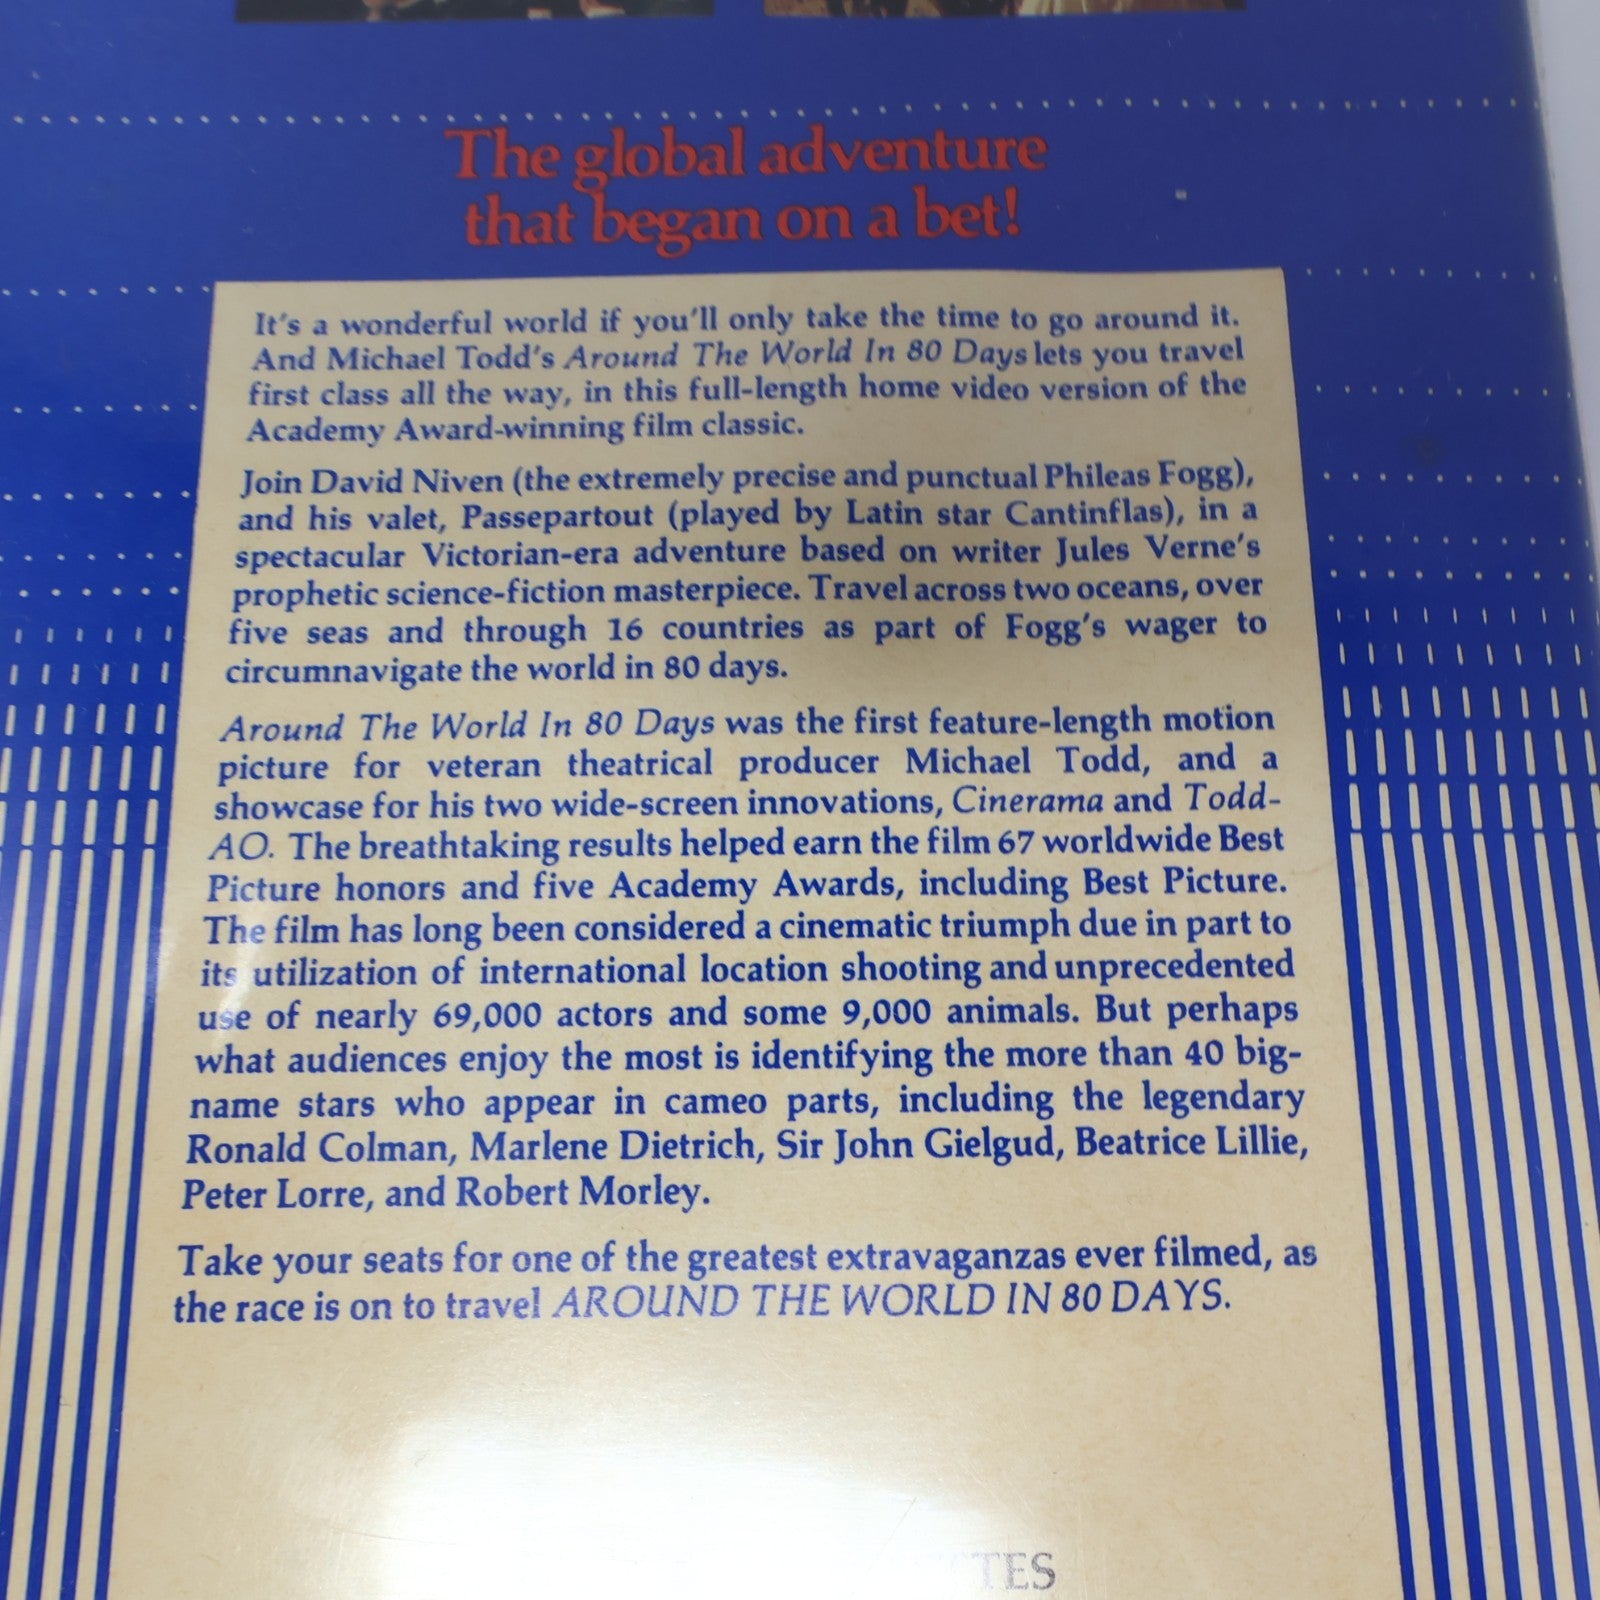 The global adventure
that began on a bet!
It's a wonderful world if you'll only take the time to go around it.
And Michael Todd's Around The World In 80 Days lets you travel
first class all the way, in this full-length home video version of the
Academy Award-winning film classic.
Join David Niven (the extremely precise and punctual Phileas Fogg),
and his valet, Passepartout (played by Latin star Cantinflas), in a
spectacular Victorian-era adventure based on writer Jules Verne's
prophetic science-fiction masterpiece. Travel across two oceans, over
five seas and through 16 countries as part of Fogg's wager to
circumnavigate the world in 80 days.
Around The World In 80 Days was the first feature-length motion
picture for veteran theatrical producer Michael Todd, and a
showcase for his two wide-screen innovations, Cinerama and Todd-
AO. The breathtaking results helped earn the film 67 worldwide Best
Picture honors and five Academy Awards, including Best Picture.
The film has long been considered a cinematic triumph due in part to
its utilization of international location shooting and unprecedented
use of nearly 69,000 actors and some 9,000 animals. But perhaps
what audiences enjoy the most is identifying the more than 40 big-
name stars who appear in cameo parts, including the legendary
Ronald Colman, Marlene Dietrich, Sir John Gielgud, Beatrice Lillie,
Peter Lorre, and Robert Morley.
Take your seats for one of the greatest extravaganzas ever filmed, as
the race is on to travel AROUND THE WORLD IN 80 DAYS.